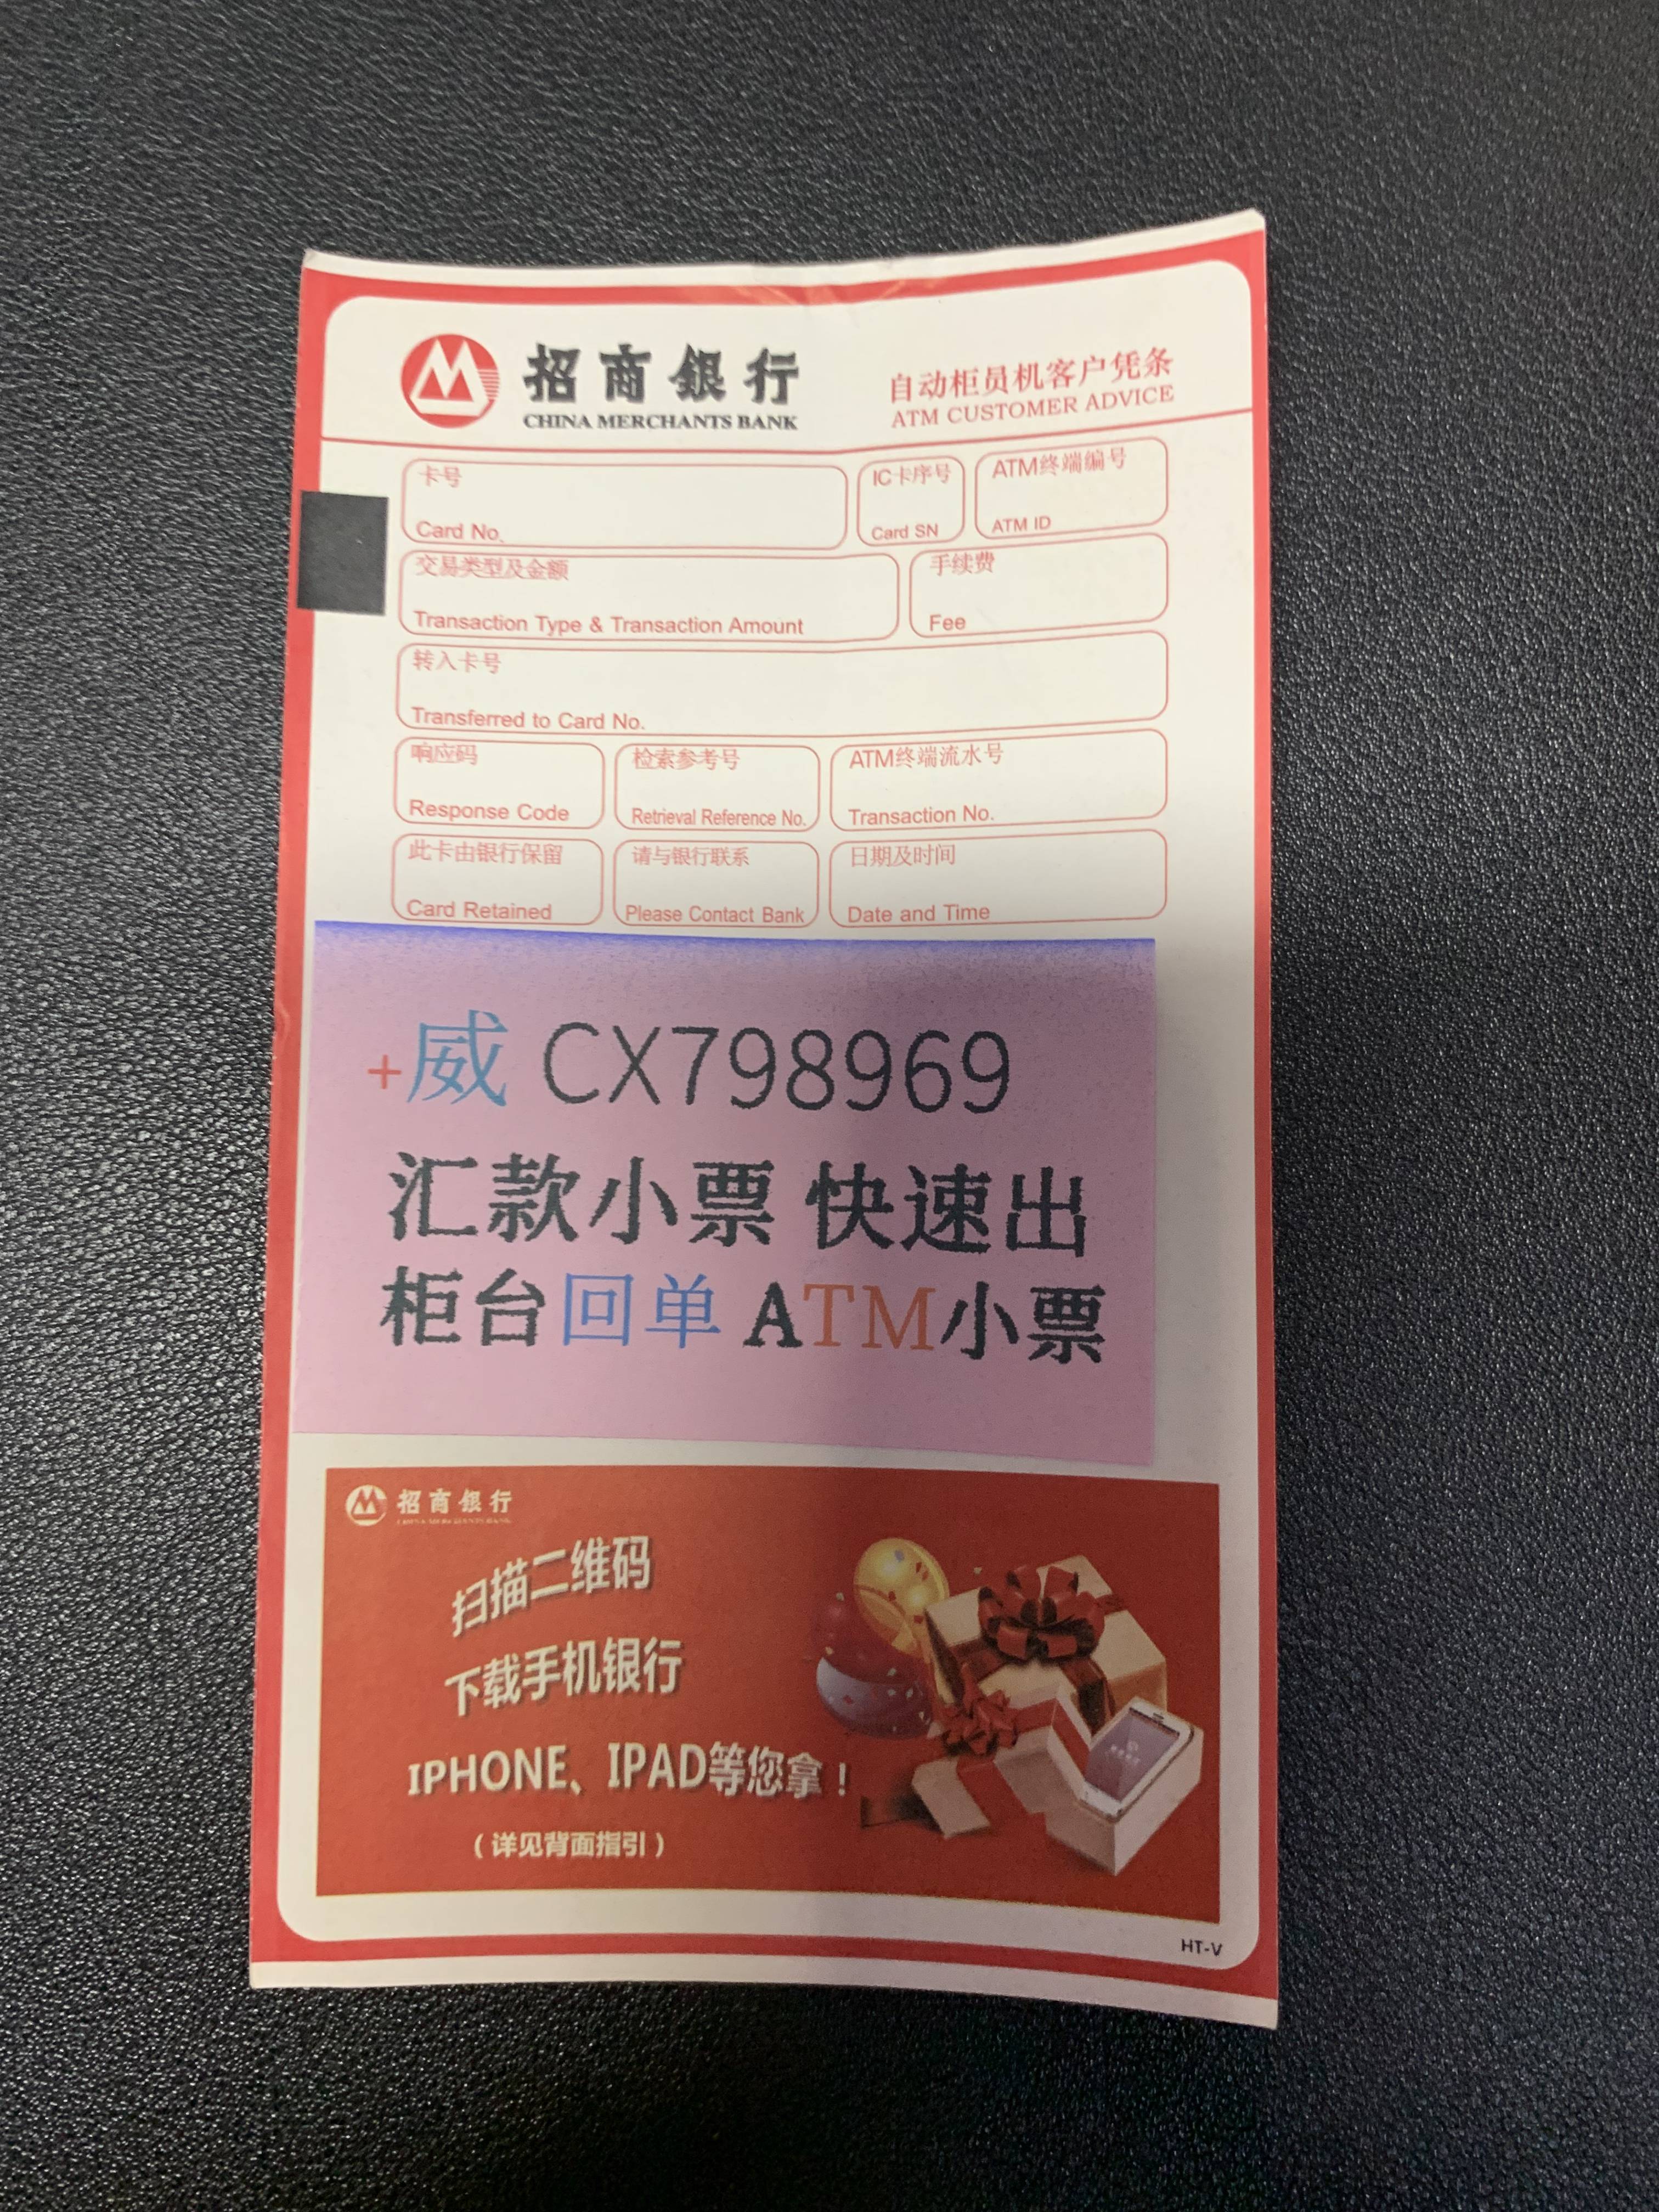 招商銀行
CHINA MERCHANTS BANK
自动柜员机客户凭条
ATM CUSTOMER ADVICE
卡号
Card No.
IC卡序号
Card SN
ATM终端编号
ATM ID
交易类型及金额
Transaction Type & Transaction Amount
手续费
Fee
转入卡号
Transferred to Card No.
响应码
Response Code
检索参考号
Retrieval Reference No.
ATM终端流水号
Transaction No.
此卡由银行保留
Card Retained
请与银行联系
Please Contact Bank
日期及时间
Date and Time
+威 CX798969
汇款小票 快速出
柜台回单 ATM小票
招商银行
CHINA MERCHANTS BANK
扫描二维码
下载手机银行
IPHONE、IPAD等您拿！
（详见背面指引）
HT-V